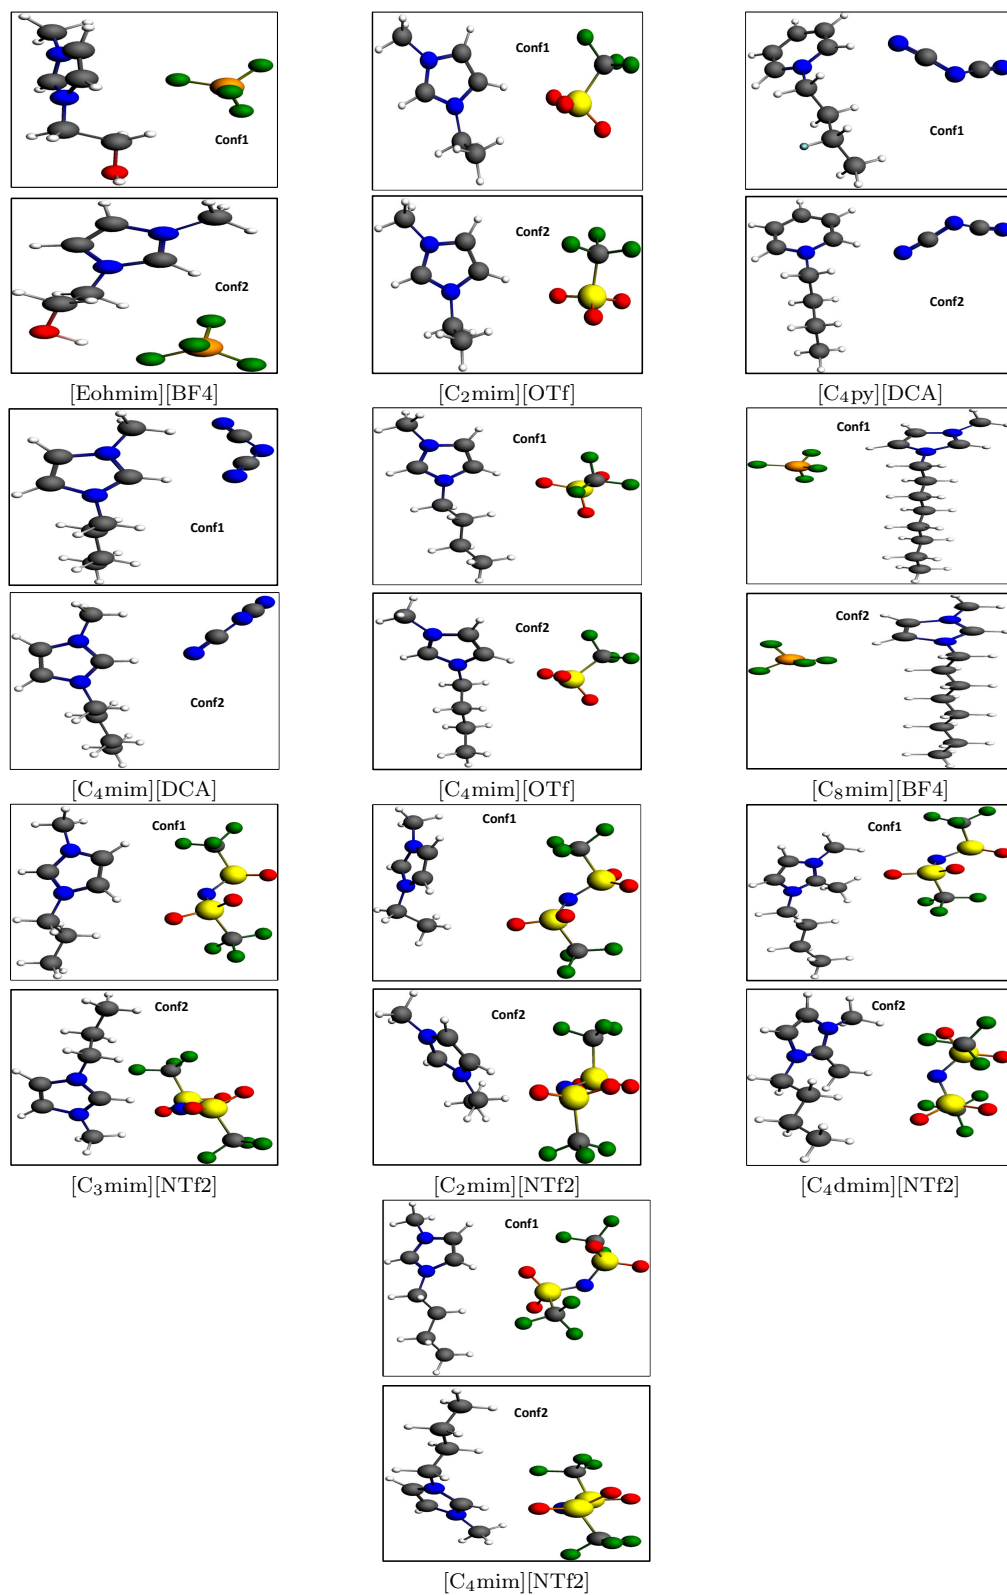 Conf1
Conf2
[Eohmim][BF4]
Conf1
Conf2
[C₂mim][OTf]
Conf1
Conf2
[C₄py][DCA]
Conf1
Conf2
[C₄mim][DCA]
Conf1
Conf2
[C₄mim][OTf]
Conf1
Conf2
[C₈mim][BF4]
Conf1
Conf2
[C₃mim][NTf2]
Conf1
Conf2
[C₂mim][NTf2]
Conf1
Conf2
[C₄dmim][NTf2]
Conf1
Conf2
[C₄mim][NTf2]